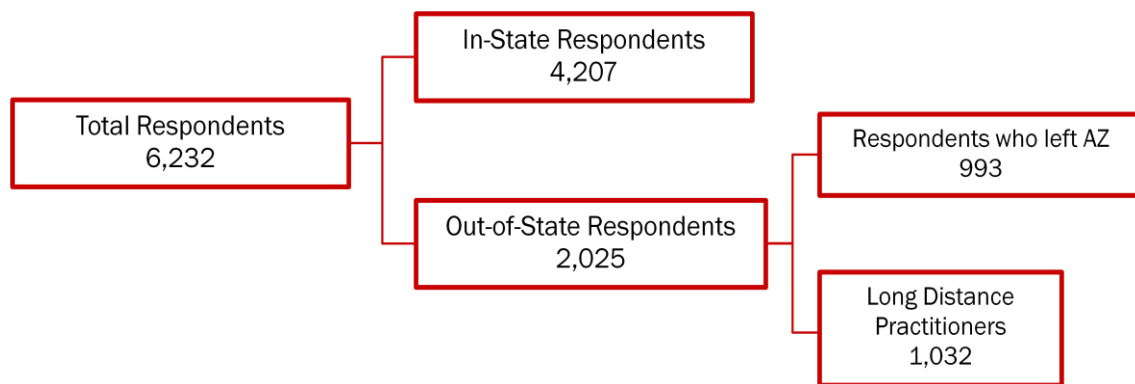 In-State Respondents
4,207
Total Respondents
6,232
Respondents who left AZ
993
Out-of-State Respondents
2,025
Long Distance
Practitioners
1,032